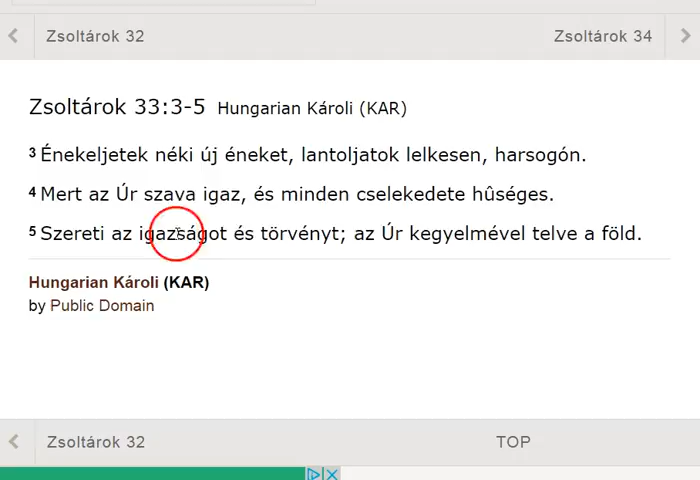 Zsoltárok 32 Zsoltárok 34
Zsoltárok 33:3-5 Hungarian Károli (KAR)
3 Énekeljetek néki új éneket, lantoljatok lelkesen, harsogón.
4 Mert az Úr szava igaz, és minden cselekedete hûséges.
5 Szereti az igazságot és törvényt; az Úr kegyelmével telve a föld.
Hungarian Károli (KAR)
by Public Domain
Zsoltárok 32 TOP